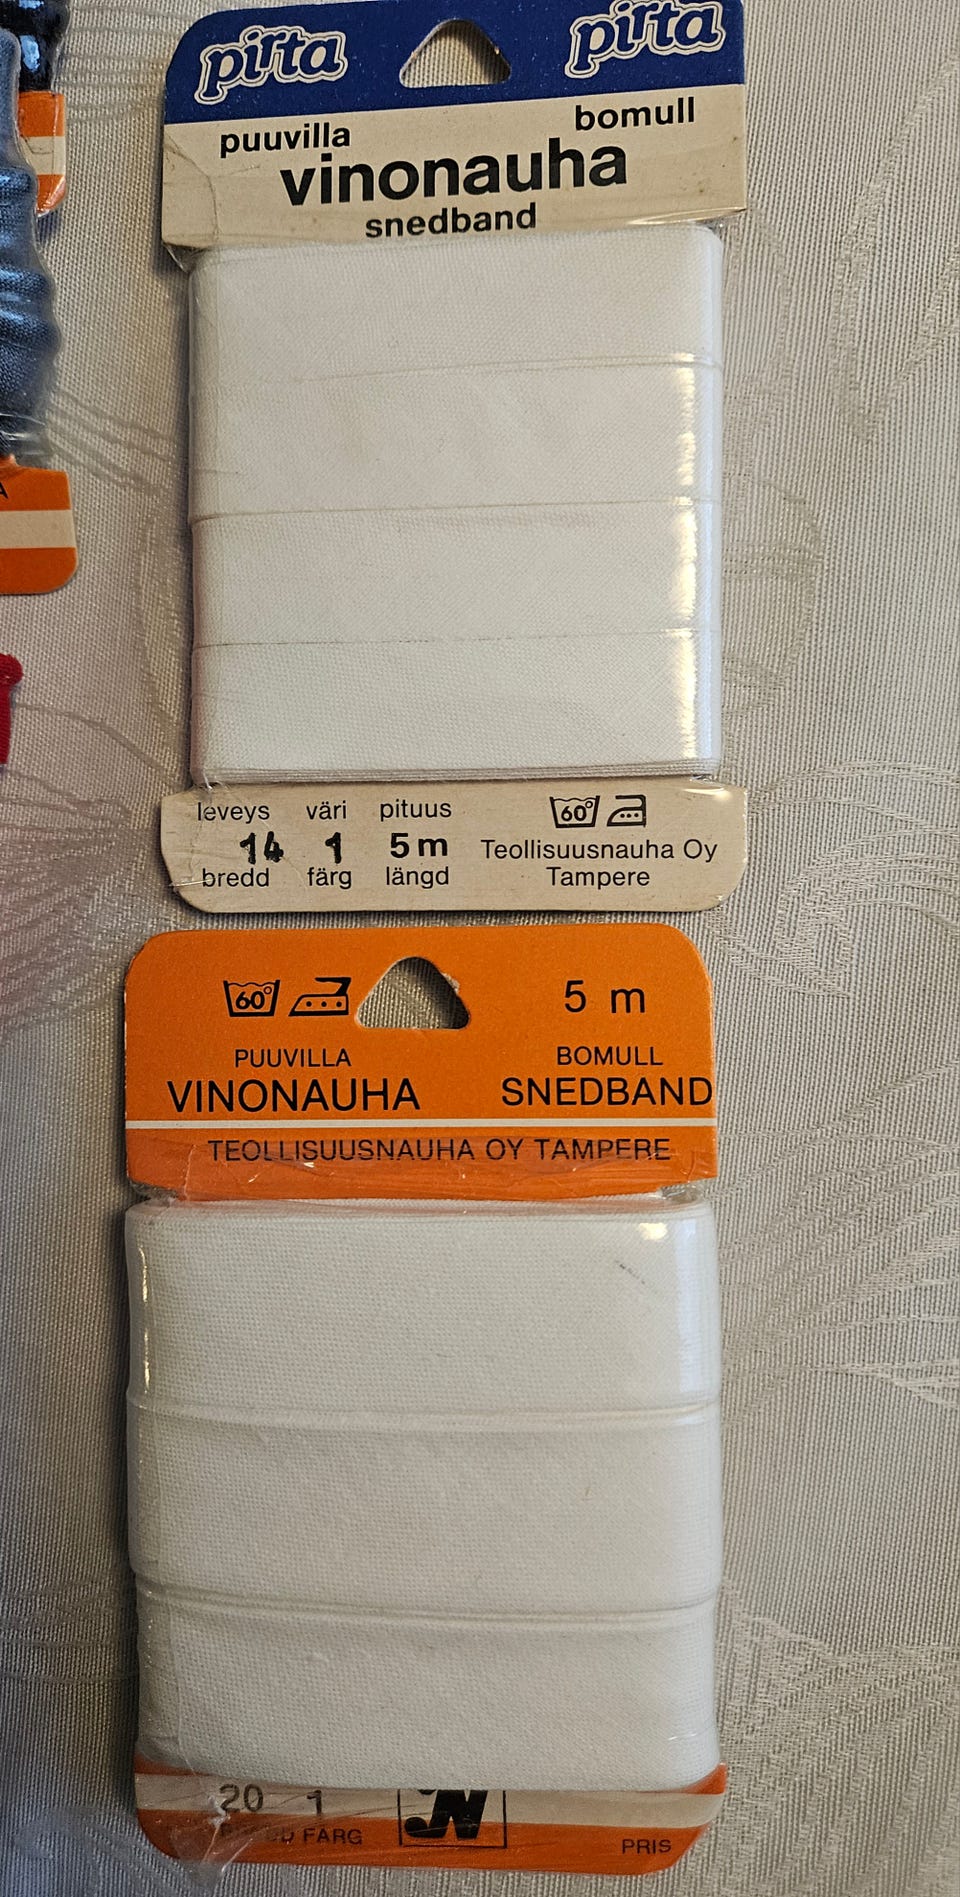 pirta pirta
puuvilla bomull
vinonauha
snedband
leveys väri pituus 60°
14 1 5m Teollisuusnauha Oy
bredd färg längd Tampere
60° 5 m
PUUVILLA BOMULL
VINONAUHA SNEDBAND
TEOLLISUUSNAUHA OY TAMPERE
20 1
FÄRG PRIS
A